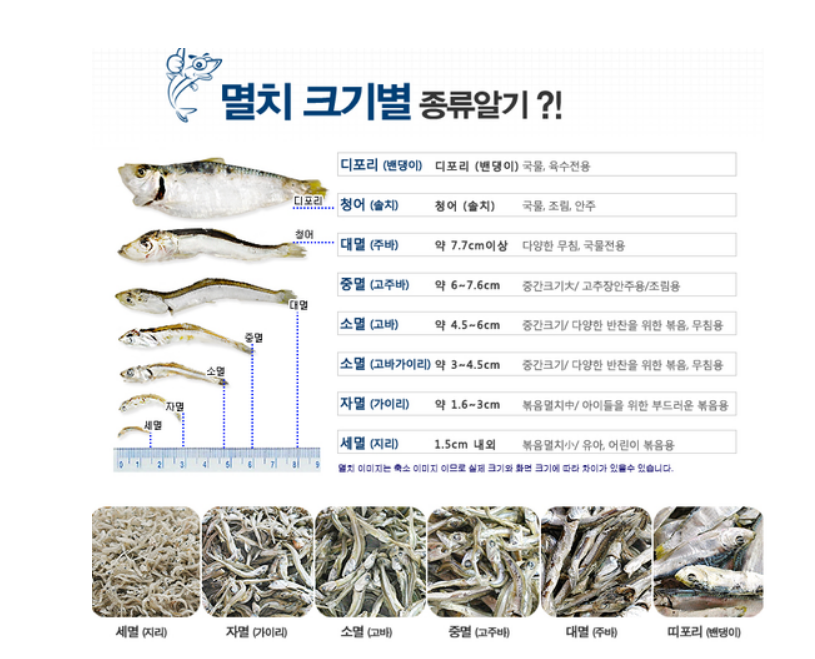 멸치 크기별 종류알기 ?!
디포리 (밴댕이) 디포리 (밴댕이) 국물, 육수전용
청어 (솔치) 청어 (솔치) 국물, 조림, 안주
대멸 (주바) 약 7.7cm이상 다양한 무침, 국물전용
중멸 (고주바) 약 6~7.6cm 중간크기大/ 고추장안주용/조림용
소멸 (고바) 약 4.5~6cm 중간크기/ 다양한 반찬을 위한 볶음, 무침용
소멸 (고바가이리) 약 3~4.5cm 중간크기/ 다양한 반찬을 위한 볶음, 무침용
자멸 (가이리) 약 1.6~3cm 볶음멸치中/ 아이들을 위한 부드러운 볶음용
세멸 (지리) 1.5cm 내외 볶음멸치小/ 유아, 어린이 볶음용
멸치 이미지는 축소 이미지 이므로 실제 크기와 화면 크기에 따라 차이가 있을수 있습니다.
디포리
청어
대멸
중멸
소멸
자멸
세멸
0 1 2 3 4 5 6 7 8 9
세멸 (지리) 자멸 (가이리) 소멸 (고바) 중멸 (고주바) 대멸 (주바) 띠포리 (밴댕이)